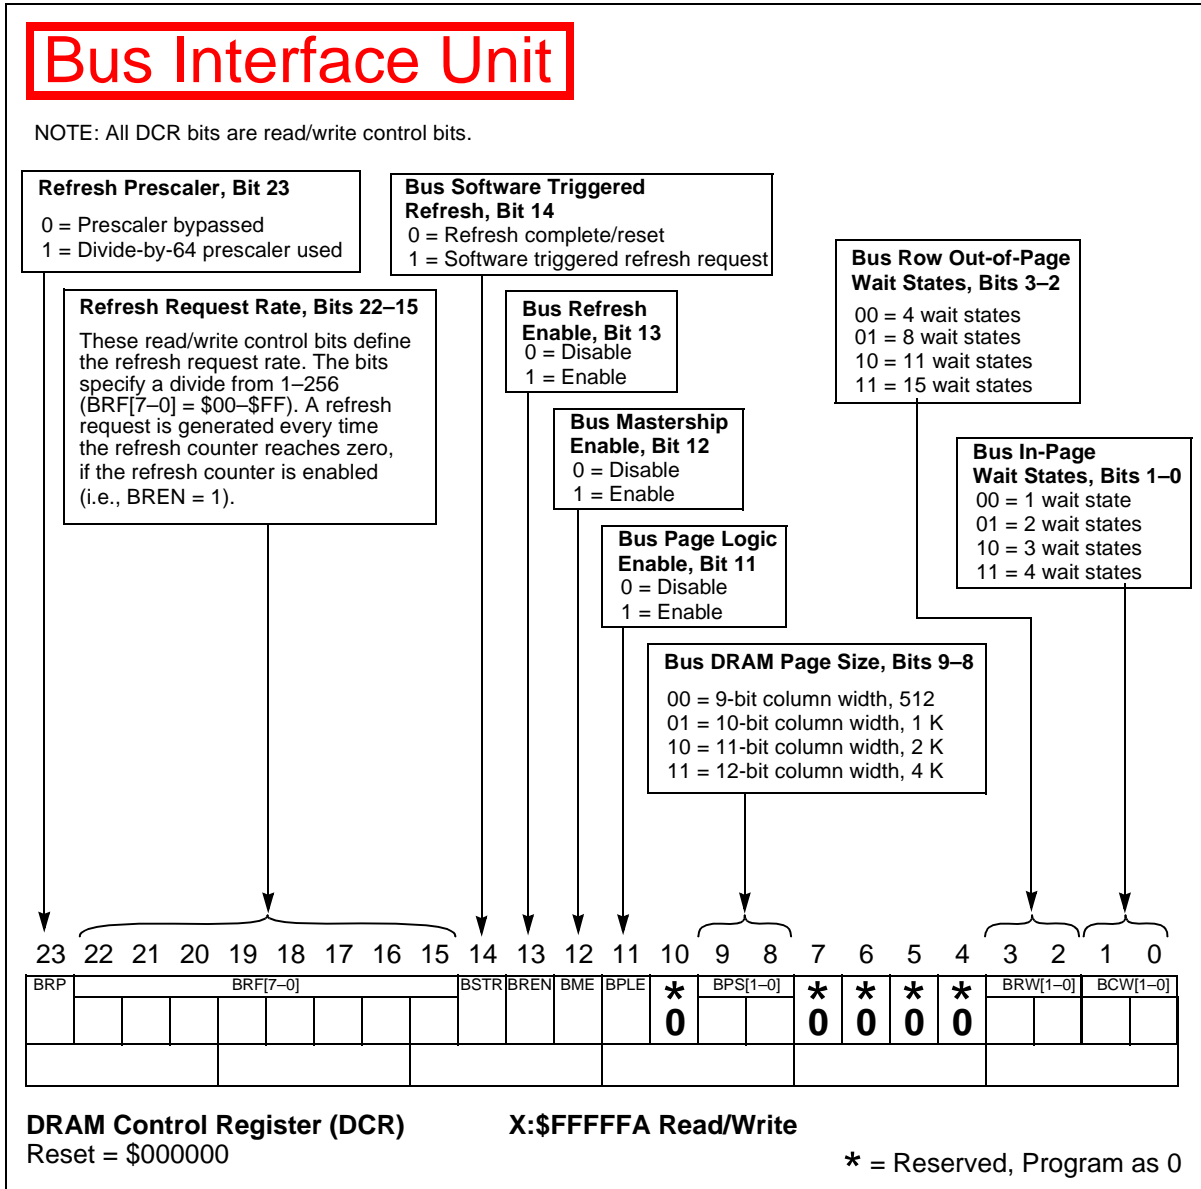 Bus Interface Unit
NOTE: All DCR bits are read/write control bits.
Refresh Prescaler, Bit 23
0 = Prescaler bypassed
1 = Divide-by-64 prescaler used
Bus Software Triggered
Refresh, Bit 14
0 = Refresh complete/reset
1 = Software triggered refresh request
Bus Row Out-of-Page
Wait States, Bits 3–2
00 = 4 wait states
01 = 8 wait states
10 = 11 wait states
11 = 15 wait states
Refresh Request Rate, Bits 22–15
These read/write control bits define
the refresh request rate. The bits
specify a divide from 1–256
(BRF[7–0] = $00–$FF). A refresh
request is generated every time
the refresh counter reaches zero,
if the refresh counter is enabled
(i.e., BREN = 1).
Bus Refresh
Enable, Bit 13
0 = Disable
1 = Enable
Bus Mastership
Enable, Bit 12
0 = Disable
1 = Enable
Bus In-Page
Wait States, Bits 1–0
00 = 1 wait state
01 = 2 wait states
10 = 3 wait states
11 = 4 wait states
Bus Page Logic
Enable, Bit 11
0 = Disable
1 = Enable
Bus DRAM Page Size, Bits 9–8
00 = 9-bit column width, 512
01 = 10-bit column width, 1 K
10 = 11-bit column width, 2 K
11 = 12-bit column width, 4 K
23 22 21 20 19 18 17 16 15 14 13 12 11 10 9 8 7 6 5 4 3 2 1 0
BRP BRF[7–0] BSTR BREN BME BPLE * BPS[1–0] * * * * BRW[1–0] BCW[1–0]
0 0 0 0 0
DRAM Control Register (DCR) X:$FFFFFA Read/Write
Reset = $000000
* = Reserved, Program as 0